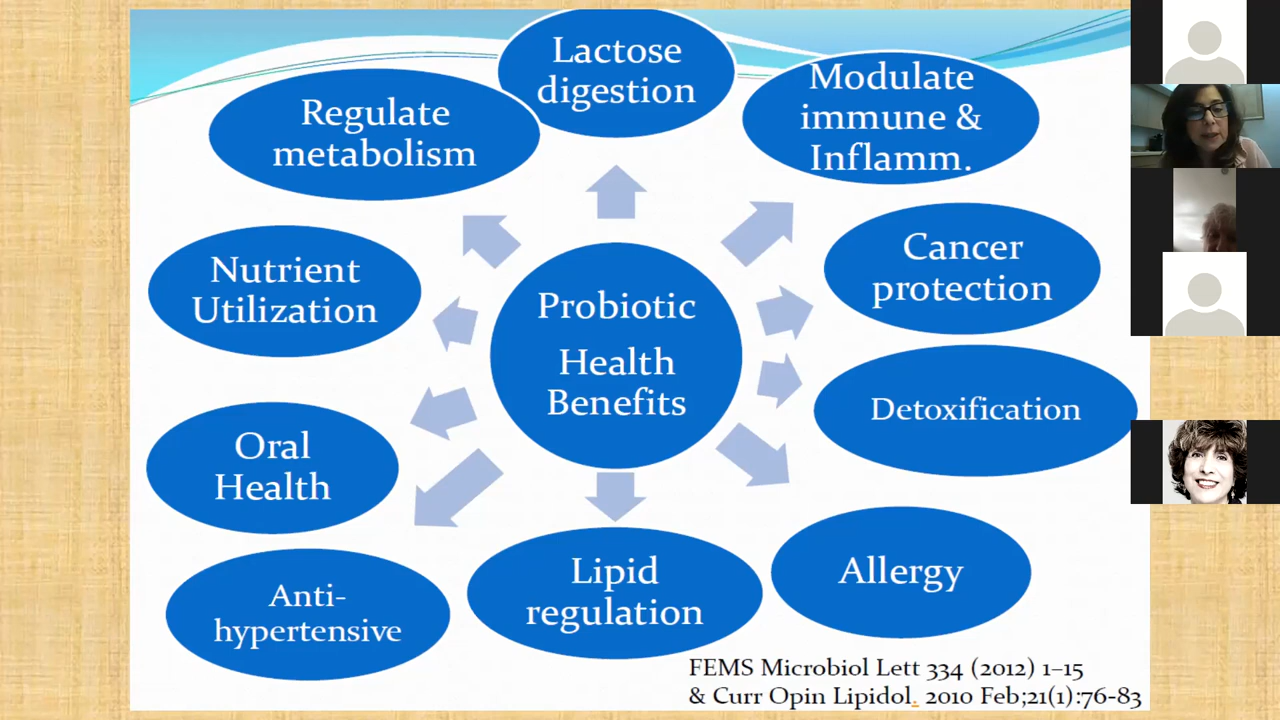 Lactose
digestion
Modulate
immune &
Inflamm.
Regulate
metabolism
Cancer
protection
Nutrient
Utilization
Probiotic
Health
Benefits
Detoxification
Oral
Health
Allergy
Lipid
regulation
Anti-
hypertensive
FEMS Microbiol Lett 334 (2012) 1–15
& Curr Opin Lipidol. 2010 Feb;21(1):76-83